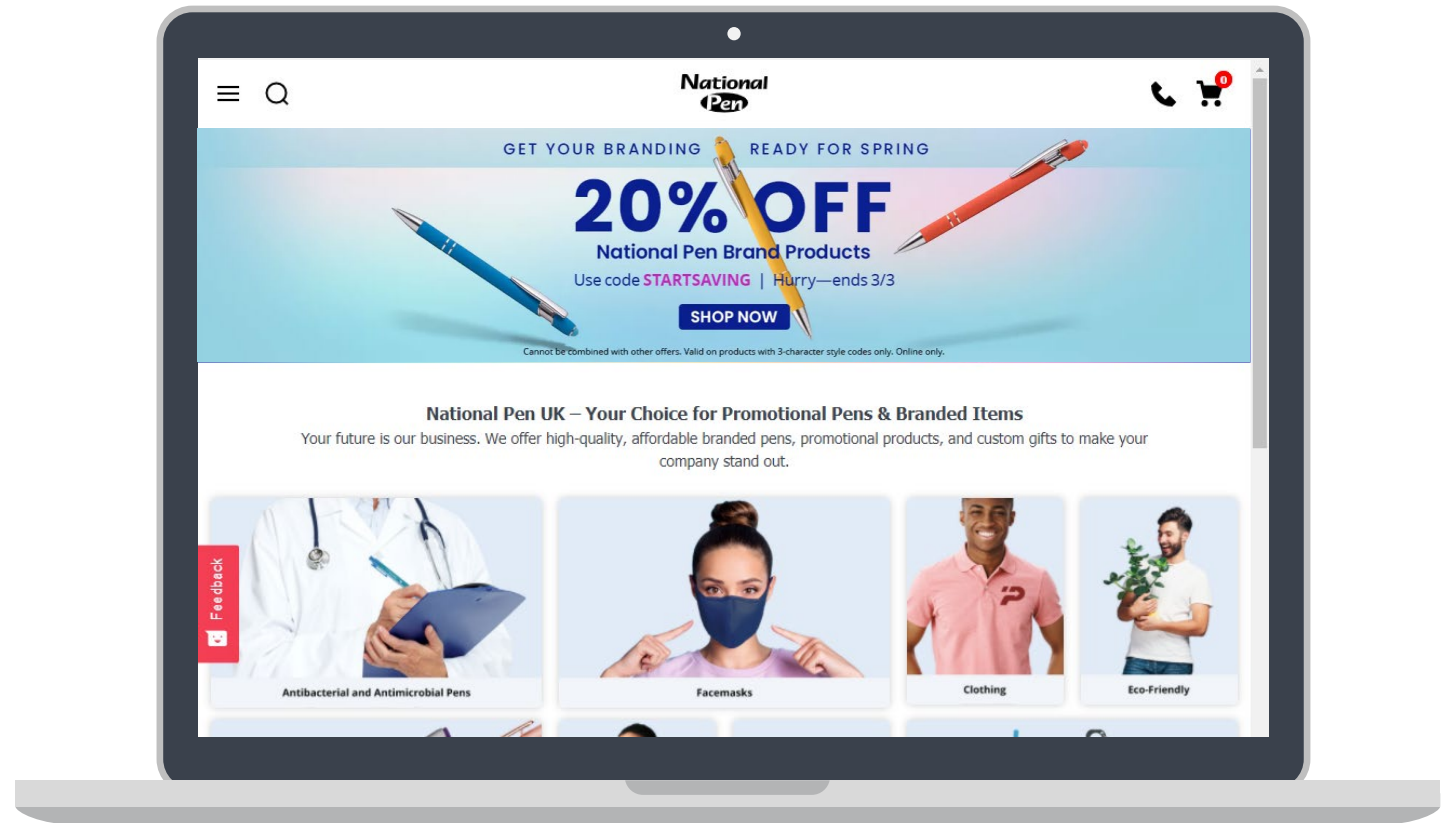 National
Pen
0
GET YOUR BRANDING READY FOR SPRING
20% OFF
National Pen Brand Products
Use code STARTSAVING | Hurry—ends 3/3
SHOP NOW
Cannot be combined with other offers. Valid on products with 3-character style codes only. Online only.
National Pen UK – Your Choice for Promotional Pens & Branded Items
Your future is our business. We offer high-quality, affordable branded pens, promotional products, and custom gifts to make your
company stand out.
Feedback
Antibacterial and Antimicrobial Pens
Facemasks
Clothing
Eco-Friendly